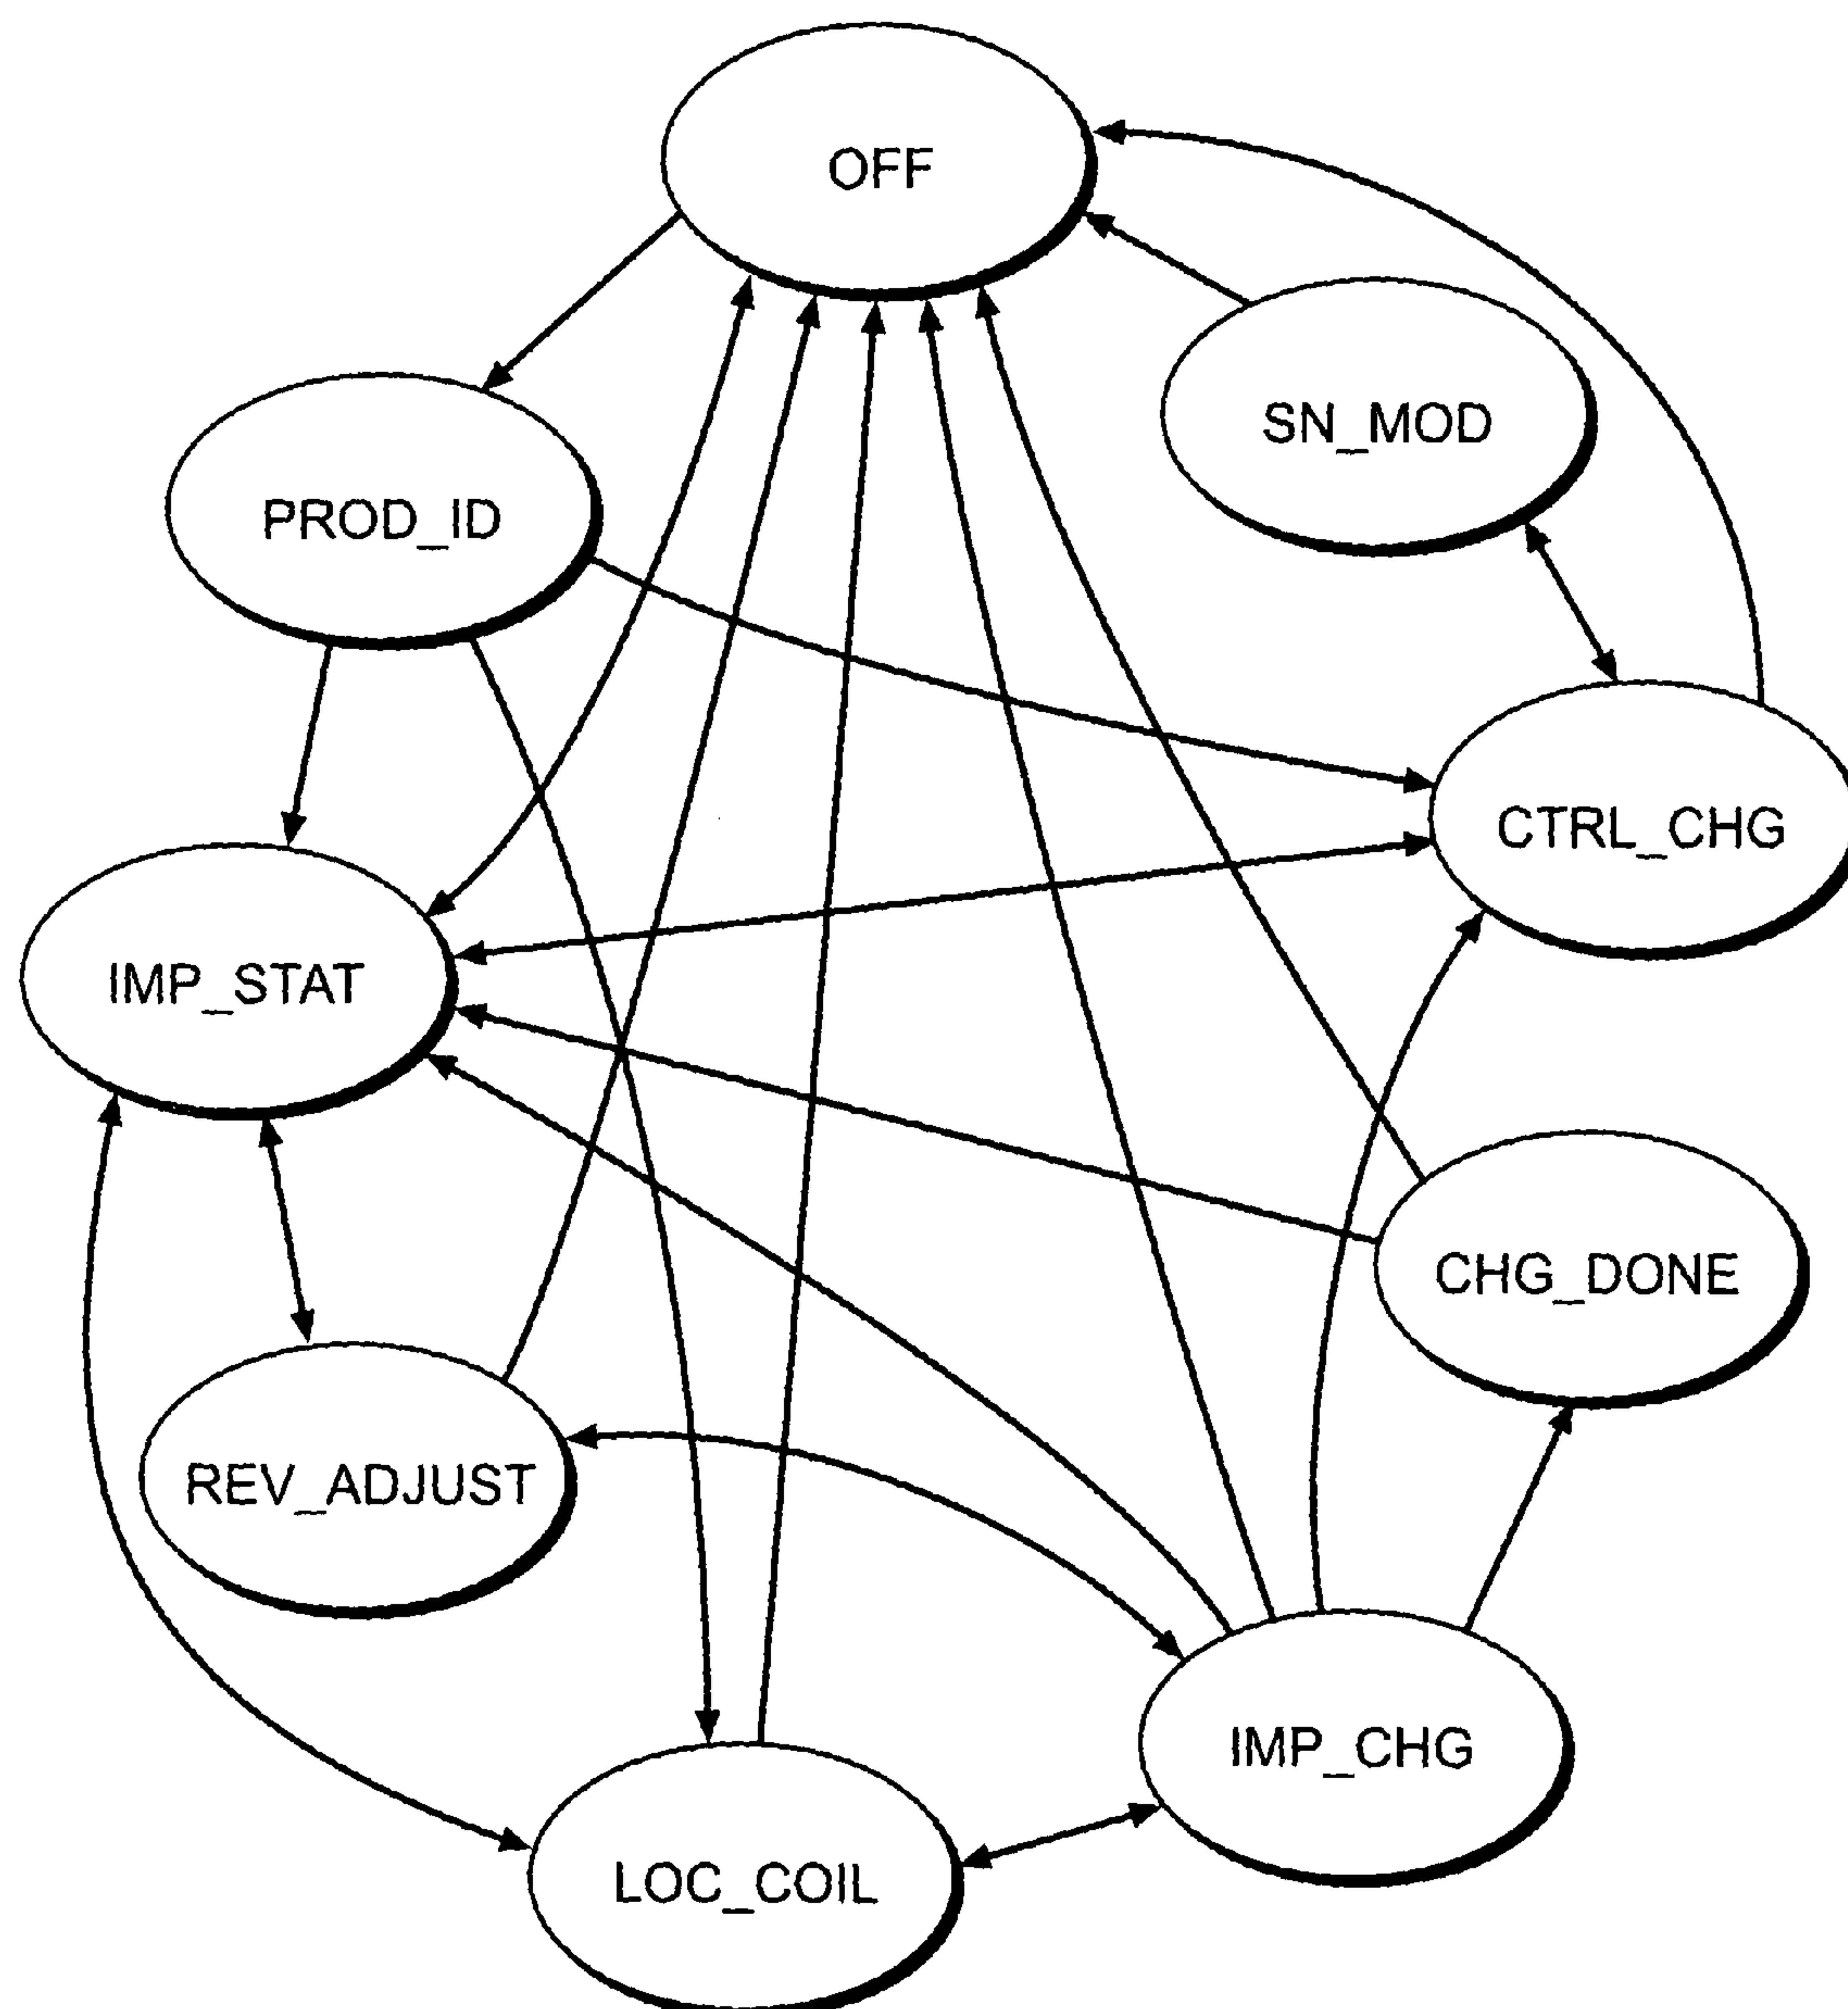 OFF
SN_MOD
PROD_ID
CTRL_CHG
IMP_STAT
CHG_DONE
REV_ADJUST
IMP_CHG
LOC_COIL